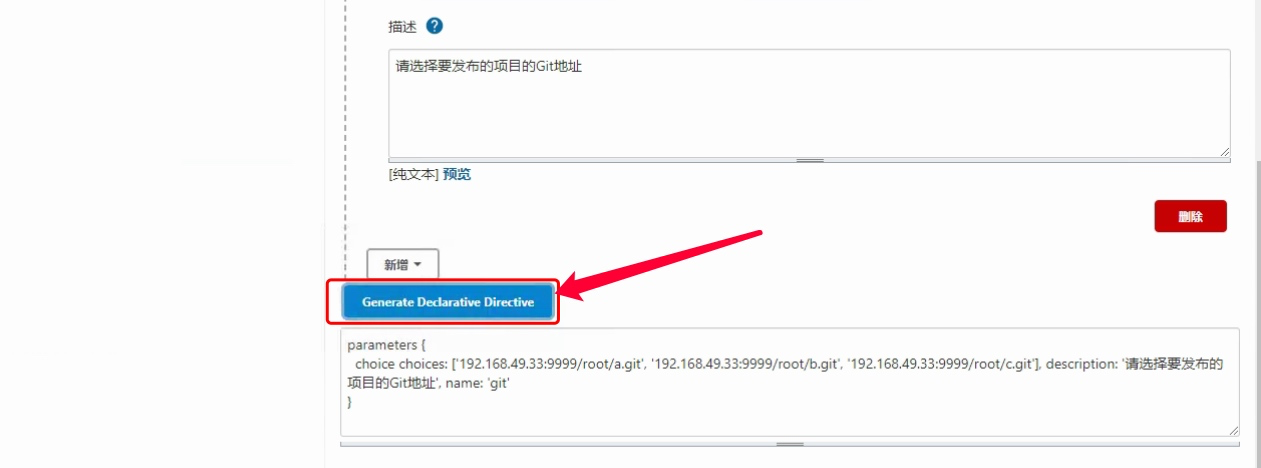 描述 ?
请选择要发布的项目的Git地址
[纯文本] 预览
删除
新增
Generate Declarative Directive
parameters {
choice choices: ['192.168.49.33:9999/root/a.git', '192.168.49.33:9999/root/b.git', '192.168.49.33:9999/root/c.git'], description: '请选择要发布的
项目的Git地址', name: 'git'
}